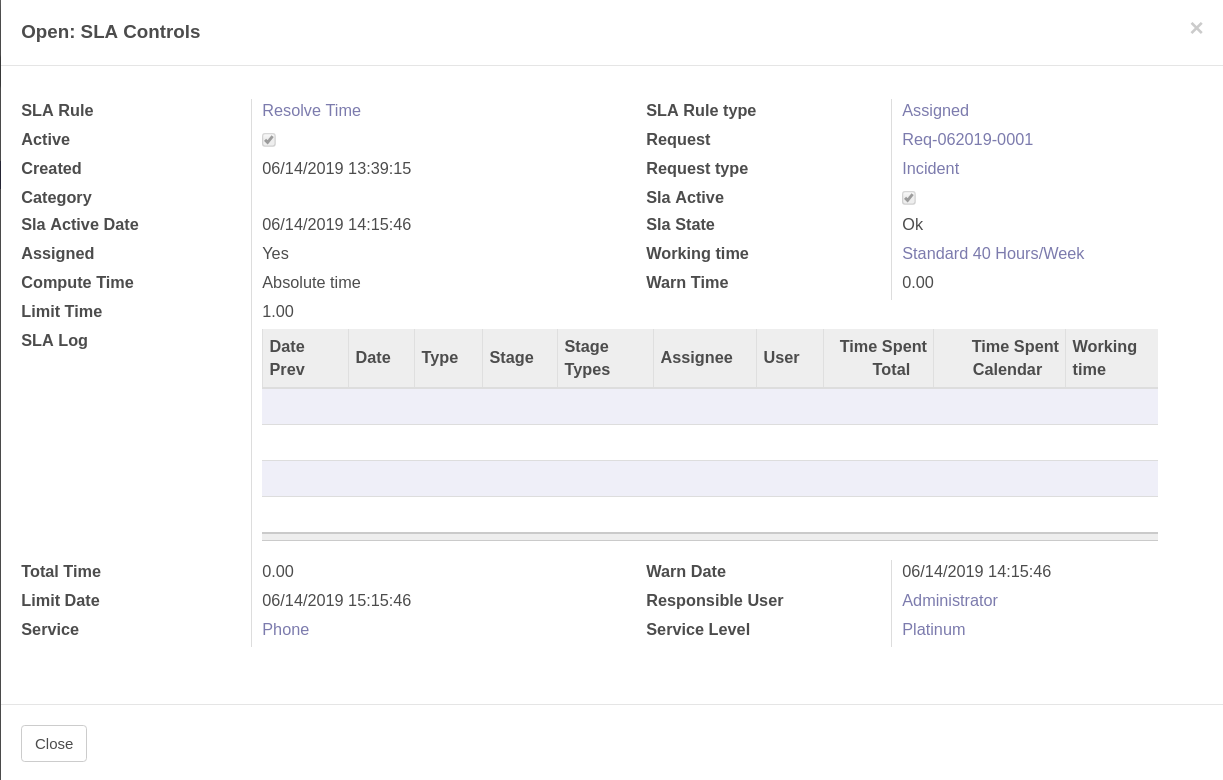 Open: SLA Controls
×
SLA Rule Resolve Time SLA Rule type Assigned
Active Request Req-062019-0001
Created 06/14/2019 13:39:15 Request type Incident
Category Sla Active
Sla Active Date 06/14/2019 14:15:46 Sla State Ok
Assigned Yes Working time Standard 40 Hours/Week
Compute Time Absolute time Warn Time 0.00
Limit Time 1.00
SLA Log
Date Prev Date Type Stage Stage Types Assignee User Time Spent Total Time Spent Calendar Working time
Total Time 0.00 Warn Date 06/14/2019 14:15:46
Limit Date 06/14/2019 15:15:46 Responsible User Administrator
Service Phone Service Level Platinum
Close